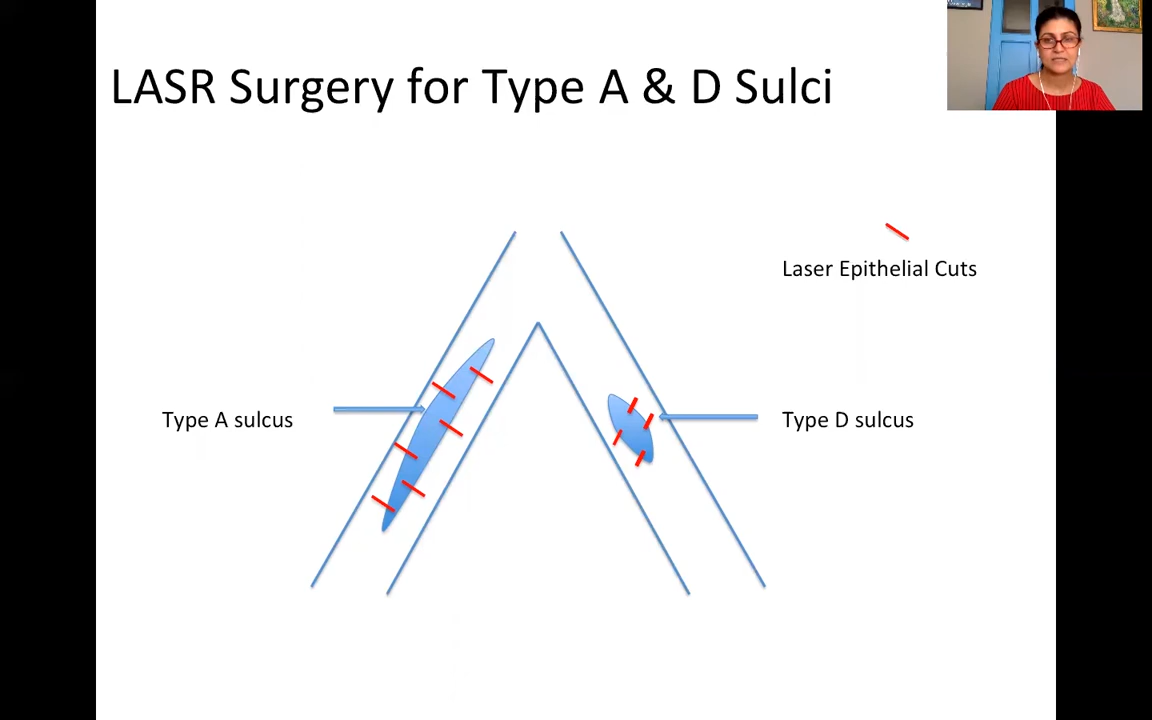 LASR Surgery for Type A & D Sulci
Laser Epithelial Cuts
Type A sulcus
Type D sulcus